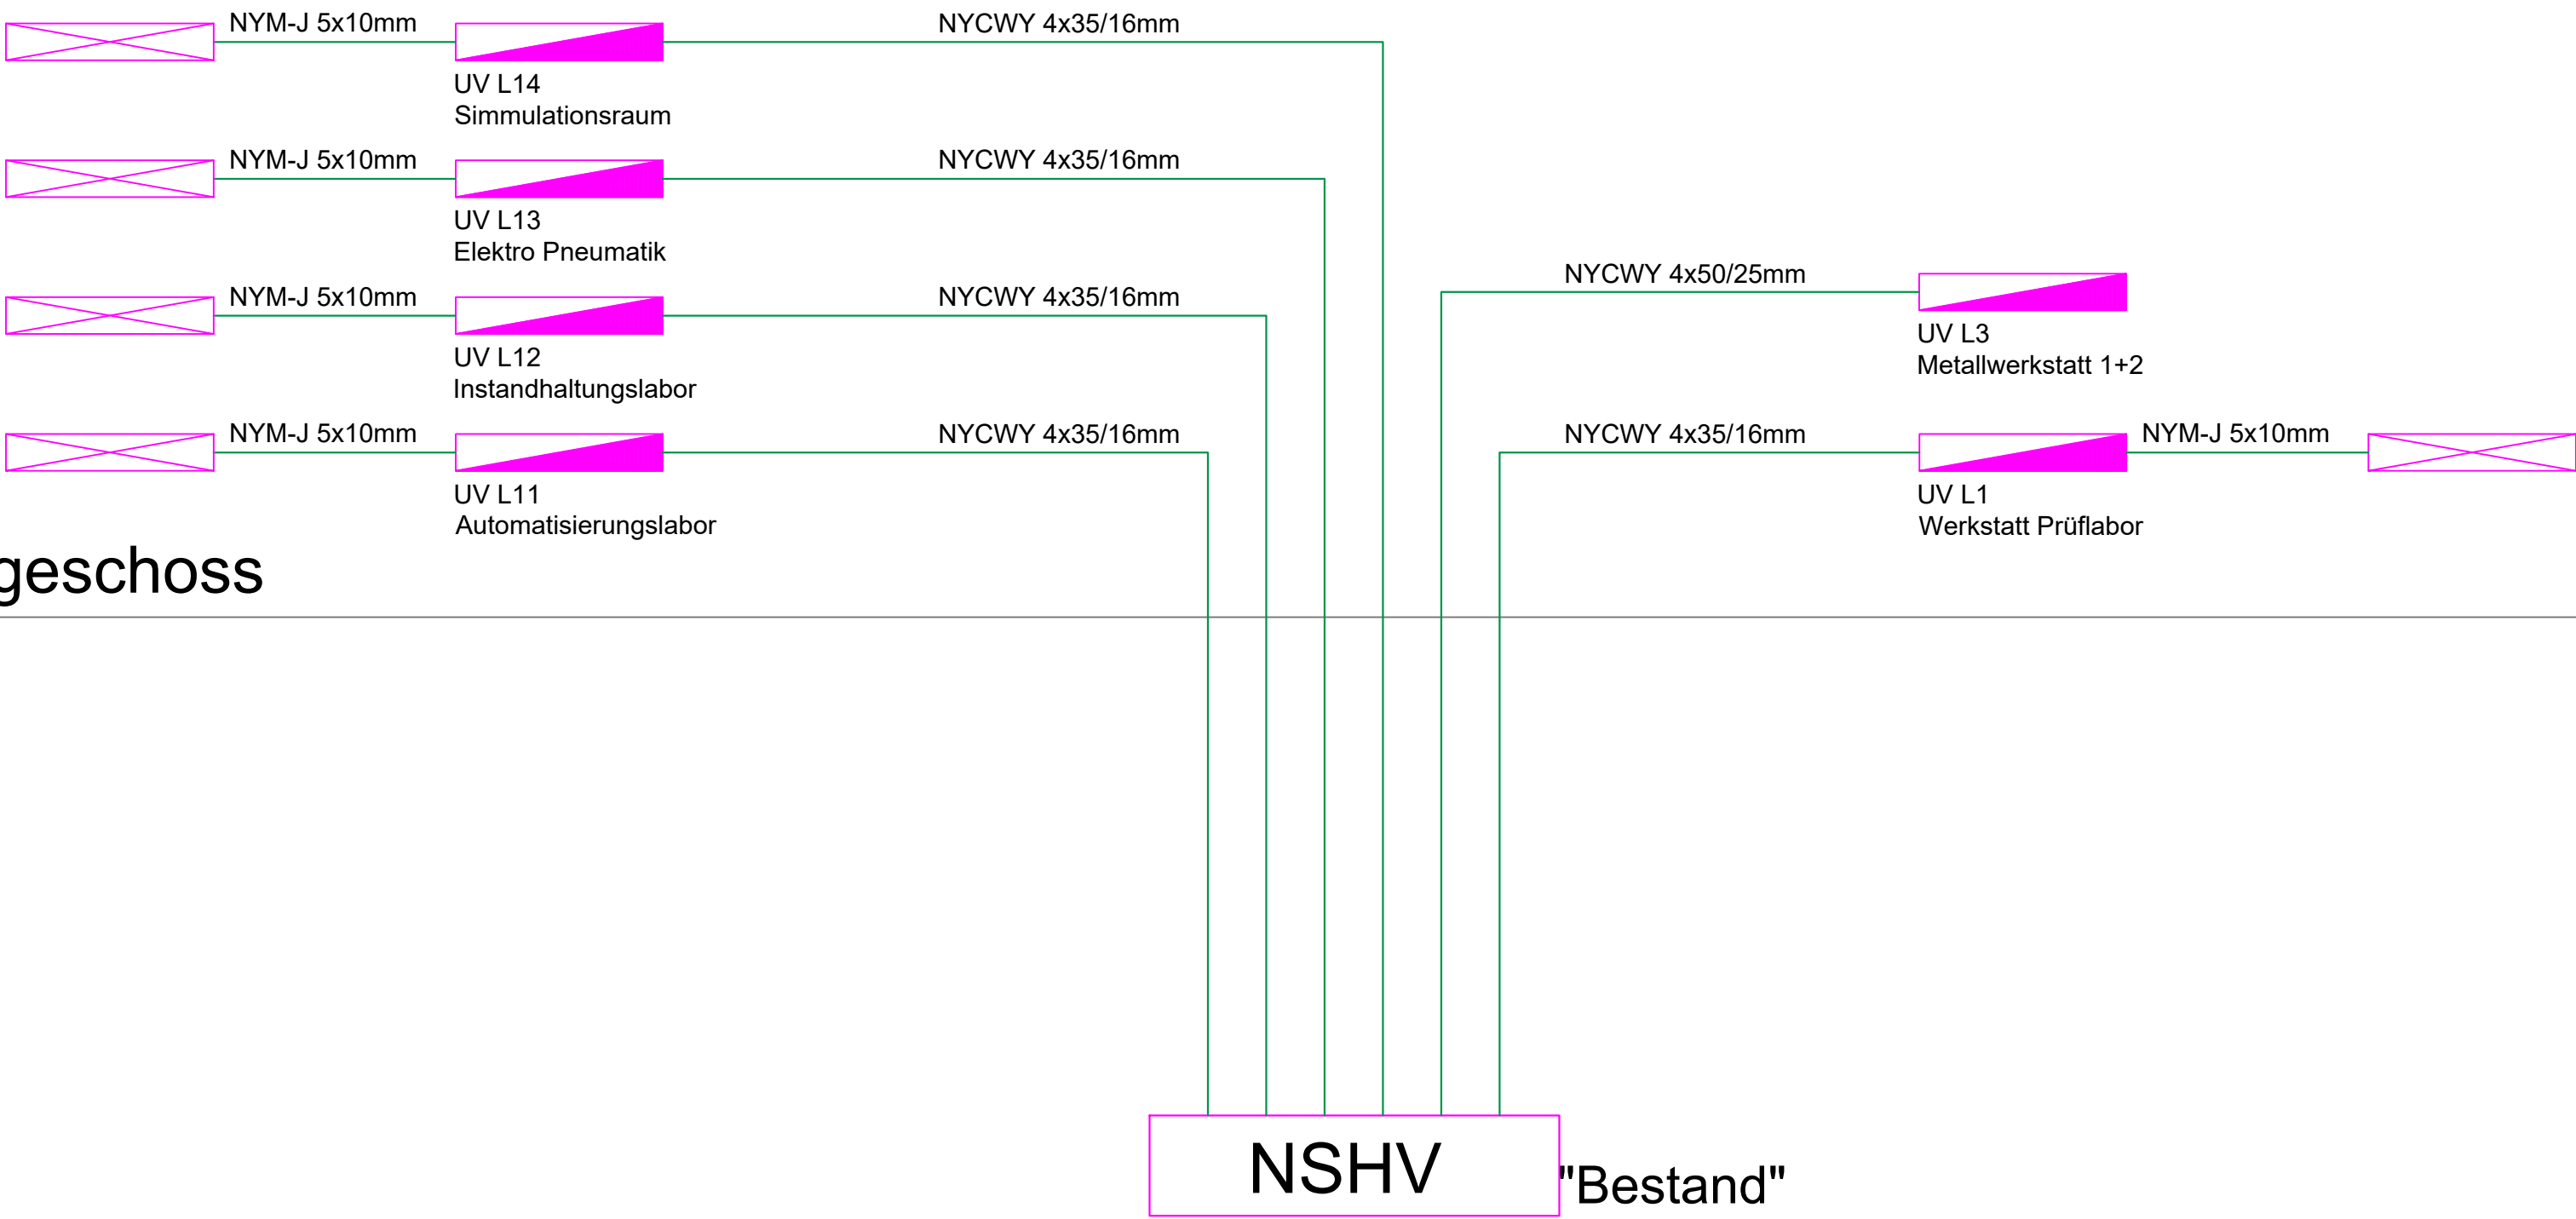 NYM-J 5x10mm
NYCWY 4x35/16mm
UV L14
Simmulationsraum
NYM-J 5x10mm
NYCWY 4x35/16mm
UV L13
Elektro Pneumatik
NYM-J 5x10mm
NYCWY 4x35/16mm
UV L12
Instandhaltungslabor
NYM-J 5x10mm
NYCWY 4x35/16mm
UV L11
Automatisierungslabor
NYCWY 4x50/25mm
UV L3
Metallwerkstatt 1+2
NYCWY 4x35/16mm
NYM-J 5x10mm
UV L1
Werkstatt Prüflabor
geschoss
NSHV
"Bestand"